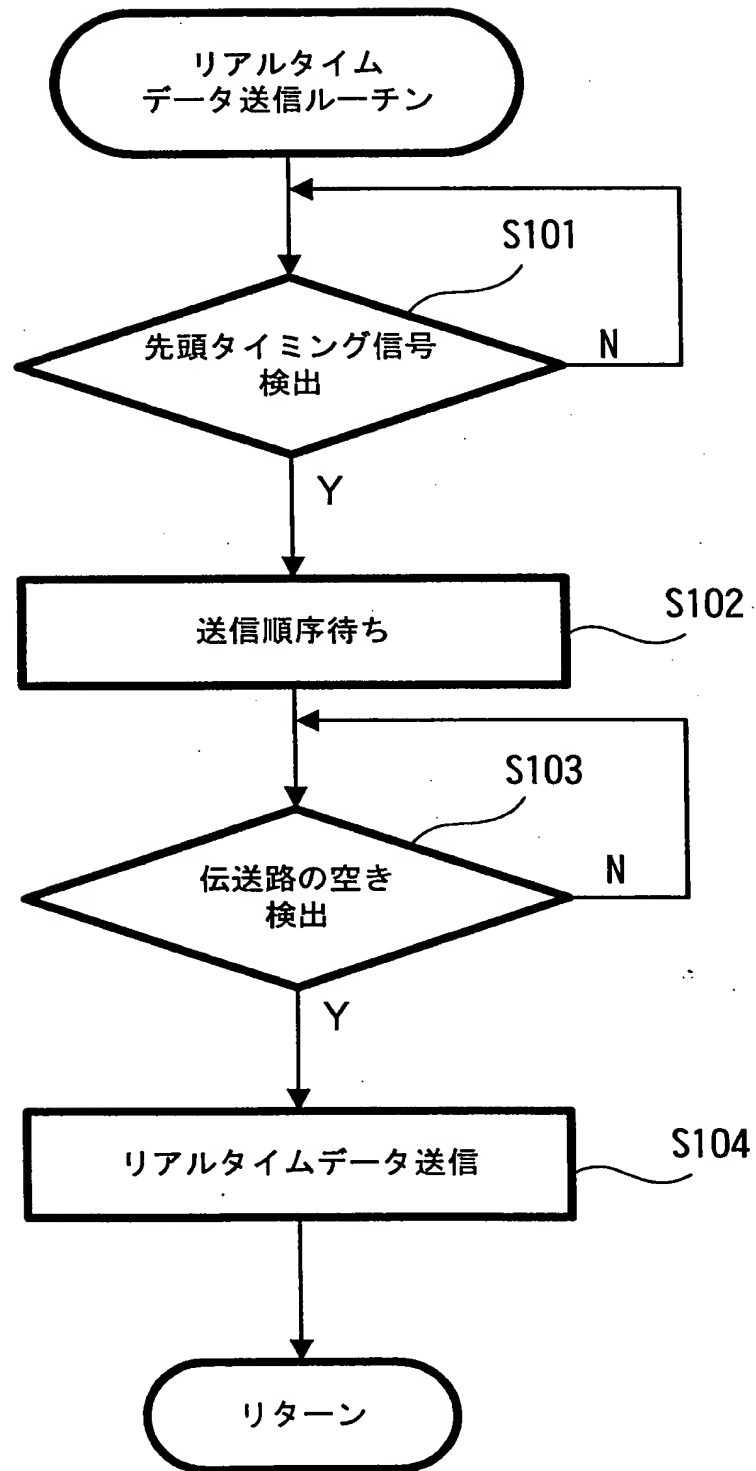 リアルタイム
データ送信ルーチン
S101
先頭タイミング信号
検出
N
Y
送信順序待ち
S102
S103
伝送路の空き
検出
N
Y
リアルタイムデータ送信
S104
リターン